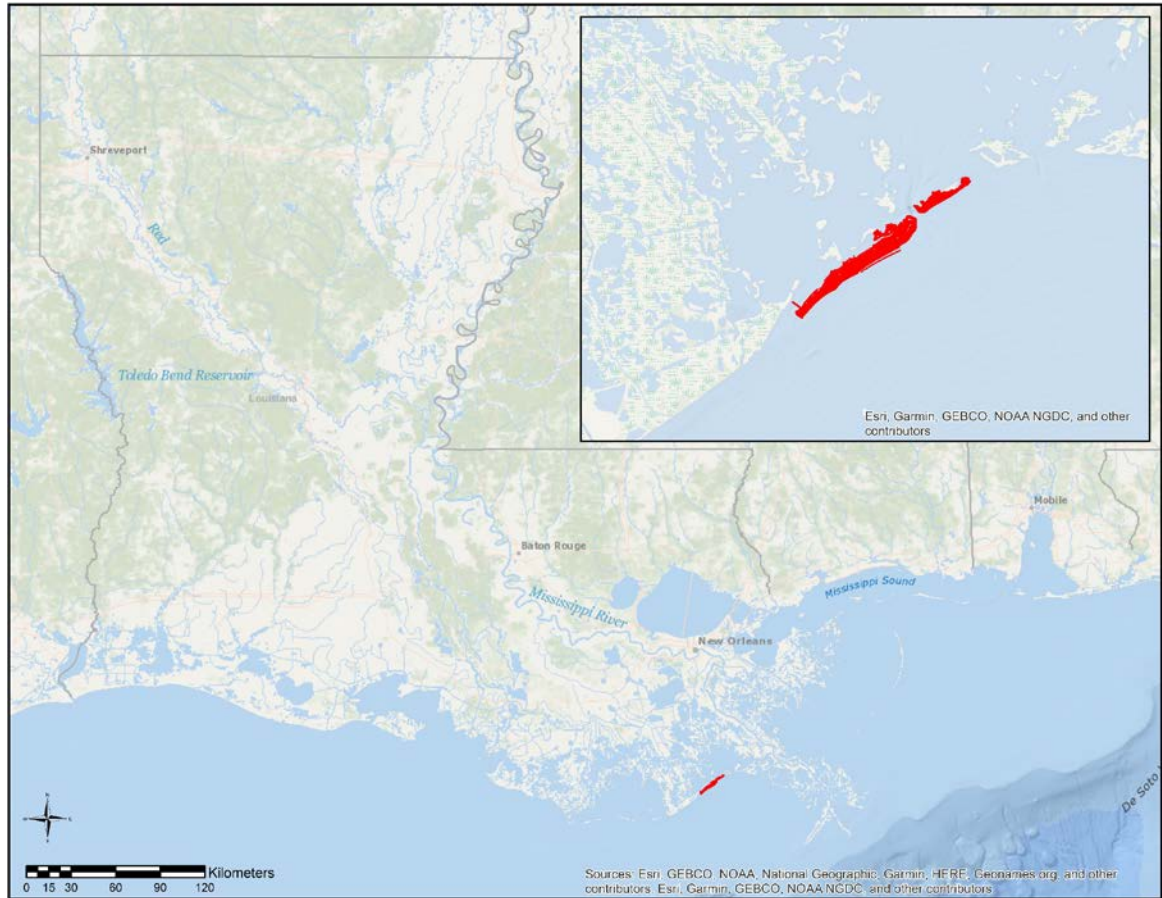 Shreveport
Red
Toledo Bend Reservoir
Louisiana
Esri, Garmin, GEBCO, NOAA NGDC, and other
contributors
Mobile
Baton Rouge
Mississippi Sound
Mississippi River
New Orleans
De Soto
N
W E
S
Kilometers
0 15 30 60 90 120
Sources: Esri, GEBCO, NOAA, National Geographic, Garmin, HERE, Geonames.org, and other
contributors, Esri, Garmin, GEBCO, NOAA NGDC, and other contributors